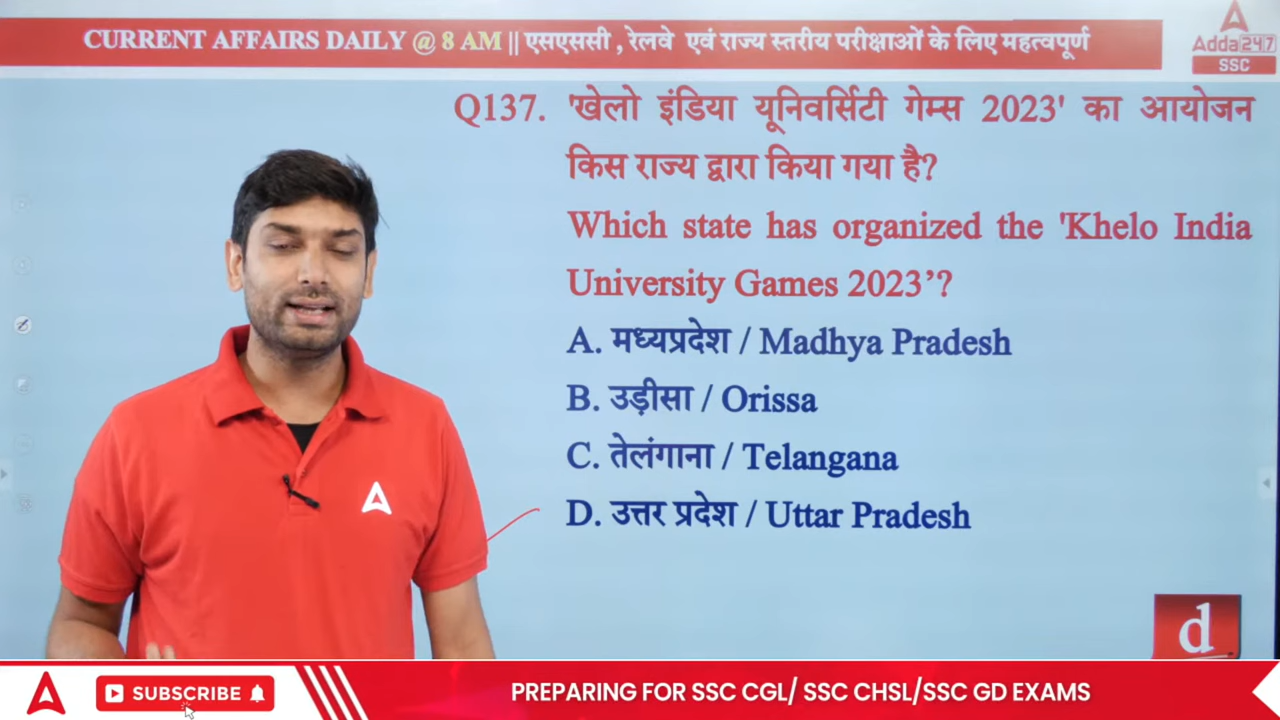 CURRENT AFFAIRS DAILY @ 8 AM || एसएससी , रेलवे एवं राज्य स्तरीय परीक्षाओं के लिए महत्वपूर्ण
Adda247
SSC
Q137. 'खेलो इंडिया यूनिवर्सिटी गेम्स 2023' का आयोजन
किस राज्य द्वारा किया गया है?
Which state has organized the 'Khelo India
University Games 2023’?
A. मध्यप्रदेश / Madhya Pradesh
B. उड़ीसा / Orissa
C. तेलंगाना / Telangana
D. उत्तर प्रदेश / Uttar Pradesh
d
SUBSCRIBE
PREPARING FOR SSC CGL/ SSC CHSL/SSC GD EXAMS